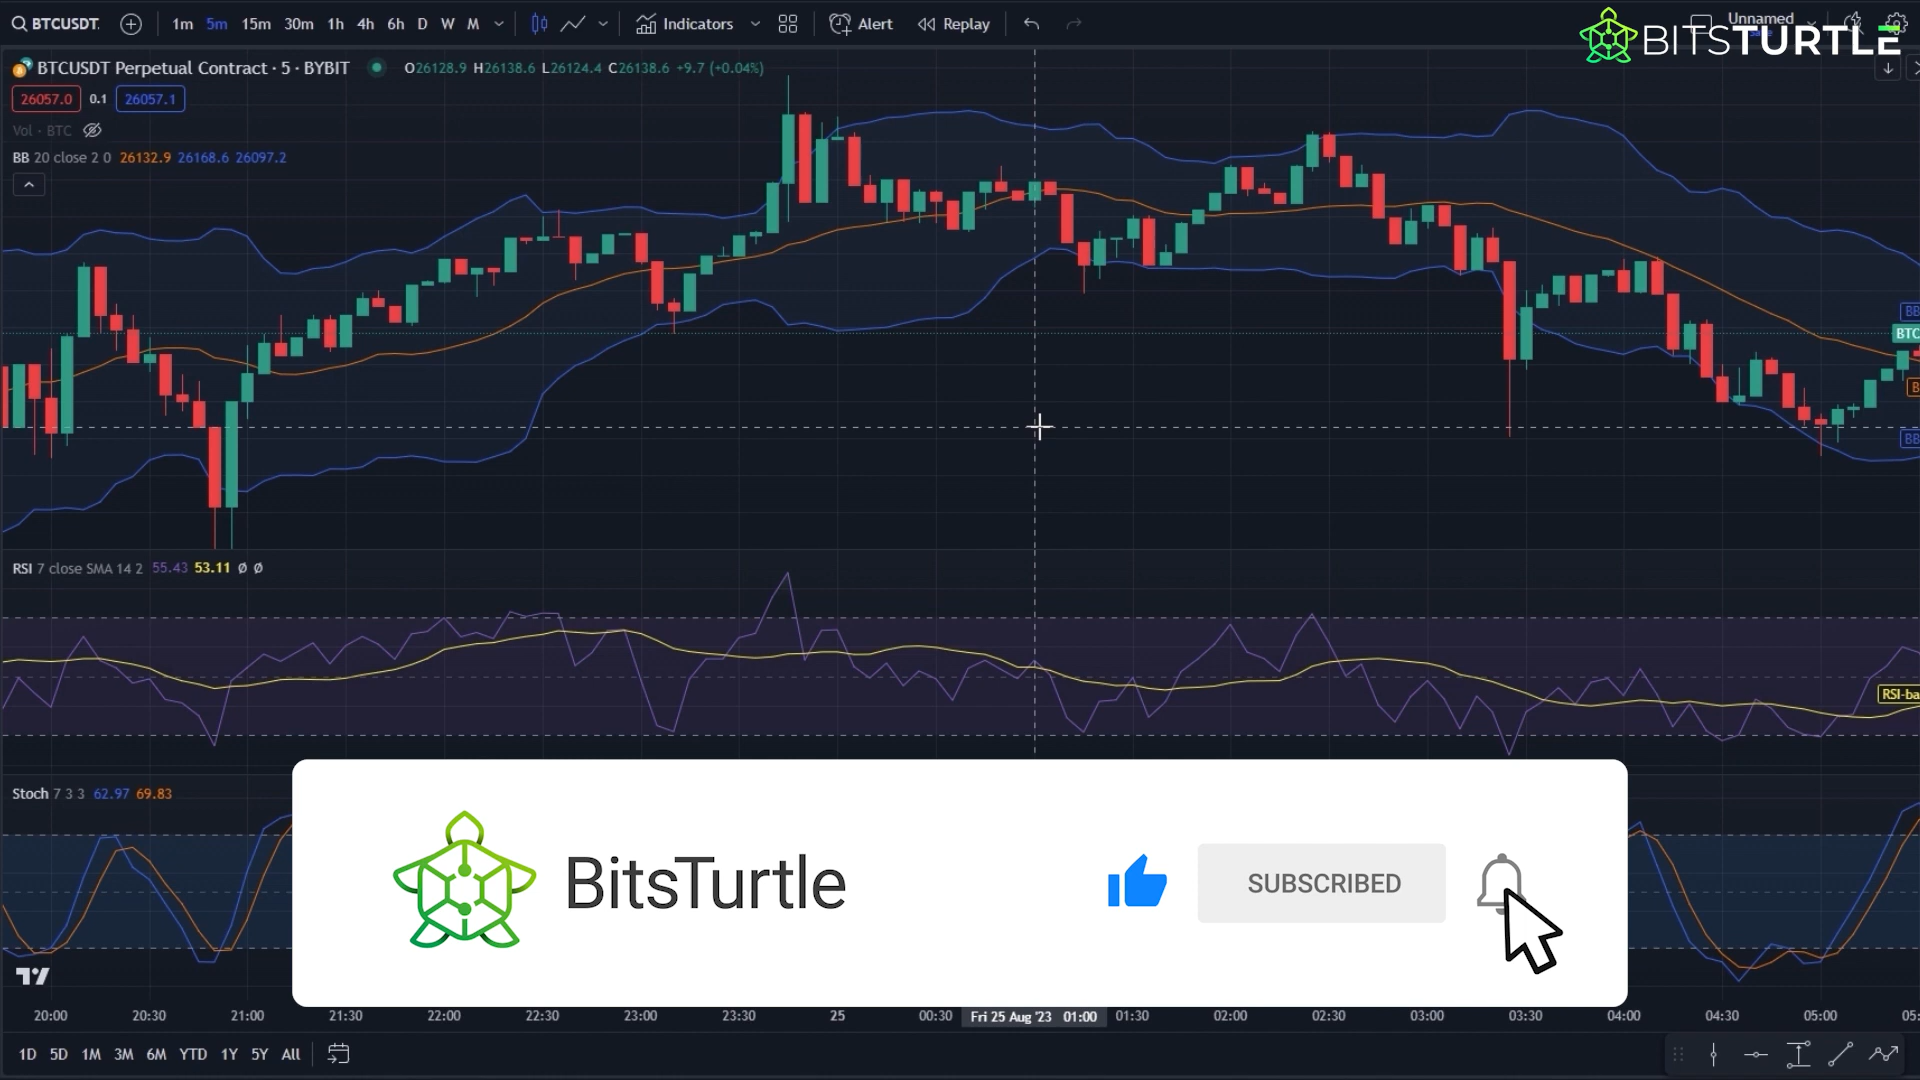 BTCUSDT. 1m 5m 15m 30m 1h 4h 6h D W M Indicators Alert Replay Unnamed
BITSTURTLE
BTCUSDT Perpetual Contract · 5 · BYBIT O26128.9 H26138.6 L26124.4 C26138.6 +9.7 (+0.04%)
26057.0 0.1 26057.1
Vol · BTC
BB 20 close 2 0 26132.9 26168.6 26097.2
BB
BTC
B
BB
RSI 7 close SMA 14 2 55.43 53.11 Ø Ø
RSI-ba
Stoch 7 3 3 62.97 69.83
BitsTurtle SUBSCRIBED
20:00 20:30 21:00 21:30 22:00 22:30 23:00 23:30 25 00:30 Fri 25 Aug '23 01:00 01:30 02:00 02:30 03:00 03:30 04:00 04:30 05:00 05:
1D 5D 1M 3M 6M YTD 1Y 5Y All